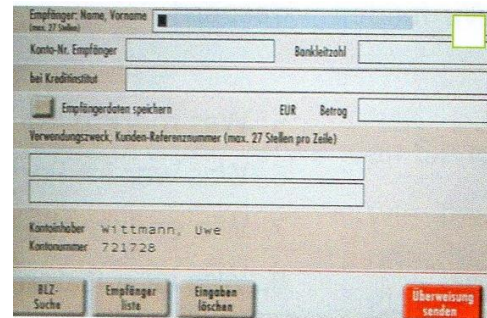 Empfänger: Name, Vorname
(max. 27 Stellen)
Konto-Nr. Empfänger Bankleitzahl
bei Kreditinstitut
Empfängerdaten speichern EUR Betrag
Verwendungszweck, Kunden-Referenznummer (max. 27 Stellen pro Zeile)
Kontoinhaber Wittmann, Uwe
Kontonummer 721728
BLZ- Suche
Empfänger liste
Eingaben löschen
Überweisung senden